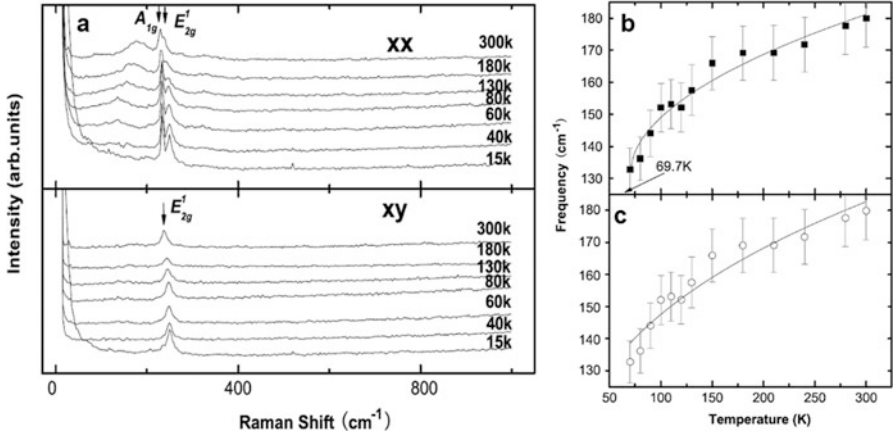 A1g E¹2g
a
xx
300k
180k
130k
80k
60k
40k
15k
E¹2g
xy
300k
180k
130k
80k
60k
40k
15k
Intensity (arb.units)
0 400 800
Raman Shift (cm⁻¹)
180
170
160
150
140
130
b
69.7K
180
170
160
150
140
130
c
Frequency (cm⁻¹)
50 100 150 200 250 300
Temperature (K)